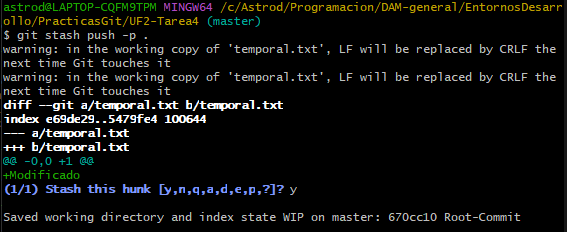 astrod@LAPTOP-CQFM9TPM MINGW64 /c/Astrod/Programacion/DAM-general/EntornosDesarr
ollo/PracticasGit/UF2-Tarea4 (master)
$ git stash push -p .
warning: in the working copy of 'temporal.txt', LF will be replaced by CRLF the
next time Git touches it
warning: in the working copy of 'temporal.txt', LF will be replaced by CRLF the
next time Git touches it
diff --git a/temporal.txt b/temporal.txt
index e69de29..5479fe4 100644
--- a/temporal.txt
+++ b/temporal.txt
@@ -0,0 +1 @@
+Modificado
(1/1) Stash this hunk [y,n,q,a,d,e,p,?]? y
Saved working directory and index state WIP on master: 670cc10 Root-Commit